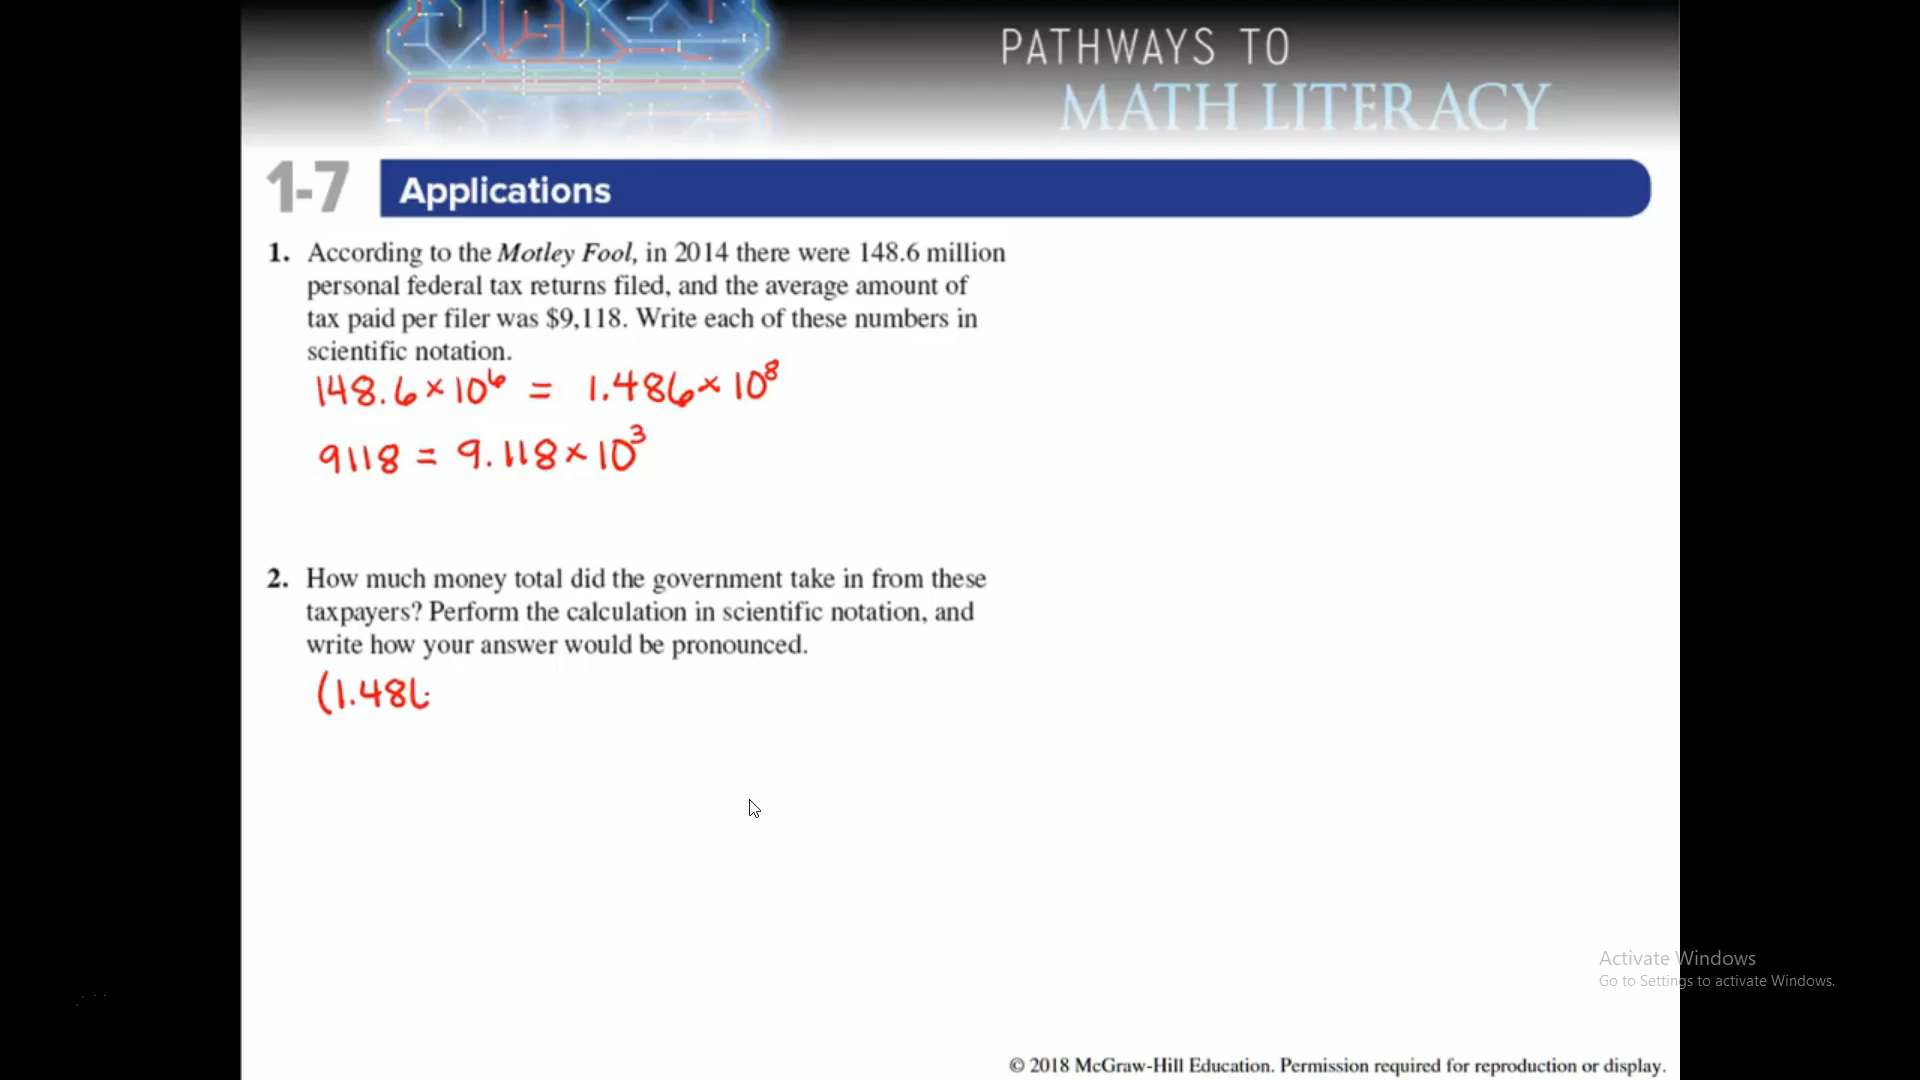 PATHWAYS TO
MATH LITERACY
1-7 Applications
1. According to the Motley Fool, in 2014 there were 148.6 million
personal federal tax returns filed, and the average amount of
tax paid per filer was $9,118. Write each of these numbers in
scientific notation.
148.6 × 10⁶ = 1.486 × 10⁸
9118 = 9.118 × 10³
2. How much money total did the government take in from these
taxpayers? Perform the calculation in scientific notation, and
write how your answer would be pronounced.
(1.48
Activate Windows
Go to Settings to activate Windows.
© 2018 McGraw-Hill Education. Permission required for reproduction or display.